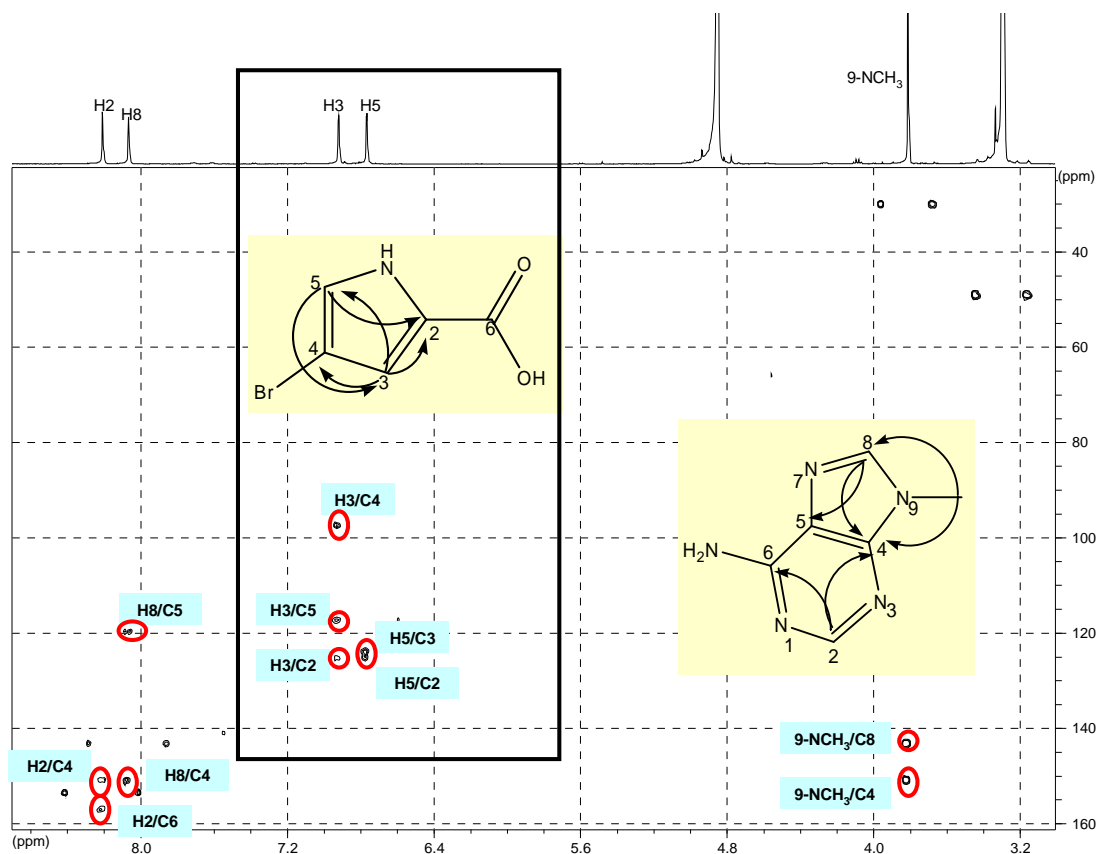 9-NCH3
H2
H8
H3
H5
(ppm)
40
60
80
100
120
140
160
H
N
O
5
2
6
4
3
OH
Br
H3/C4
H3/C5
H3/C2
H5/C3
H5/C2
H8/C5
H2/C4
H8/C4
H2/C6
8
7
N
N
9
5
4
6
H2N
N
3
N
1
2
9-NCH3/C8
9-NCH3/C4
(ppm)
8.0
7.2
6.4
5.6
4.8
4.0
3.2